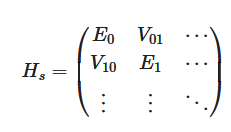 H_s = \begin{pmatrix} E_0 & V_{01} & \cdots \\ V_{10} & E_1 & \cdots \\ \vdots & \vdots & \ddots \end{pmatrix}